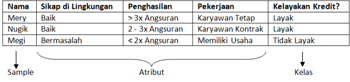 Nama Sikap di Lingkungan Penghasilan Pekerjaan Kelayakan Kredit?
Mery Baik > 3x Angsuran Karyawan Tetap Layak
Nugik Baik 2 - 3x Angsuran Karyawan Kontrak Layak
Megi Bermasalah < 2x Angsuran Memiliki Usaha Tidak Layak
Sample Atribut Kelas